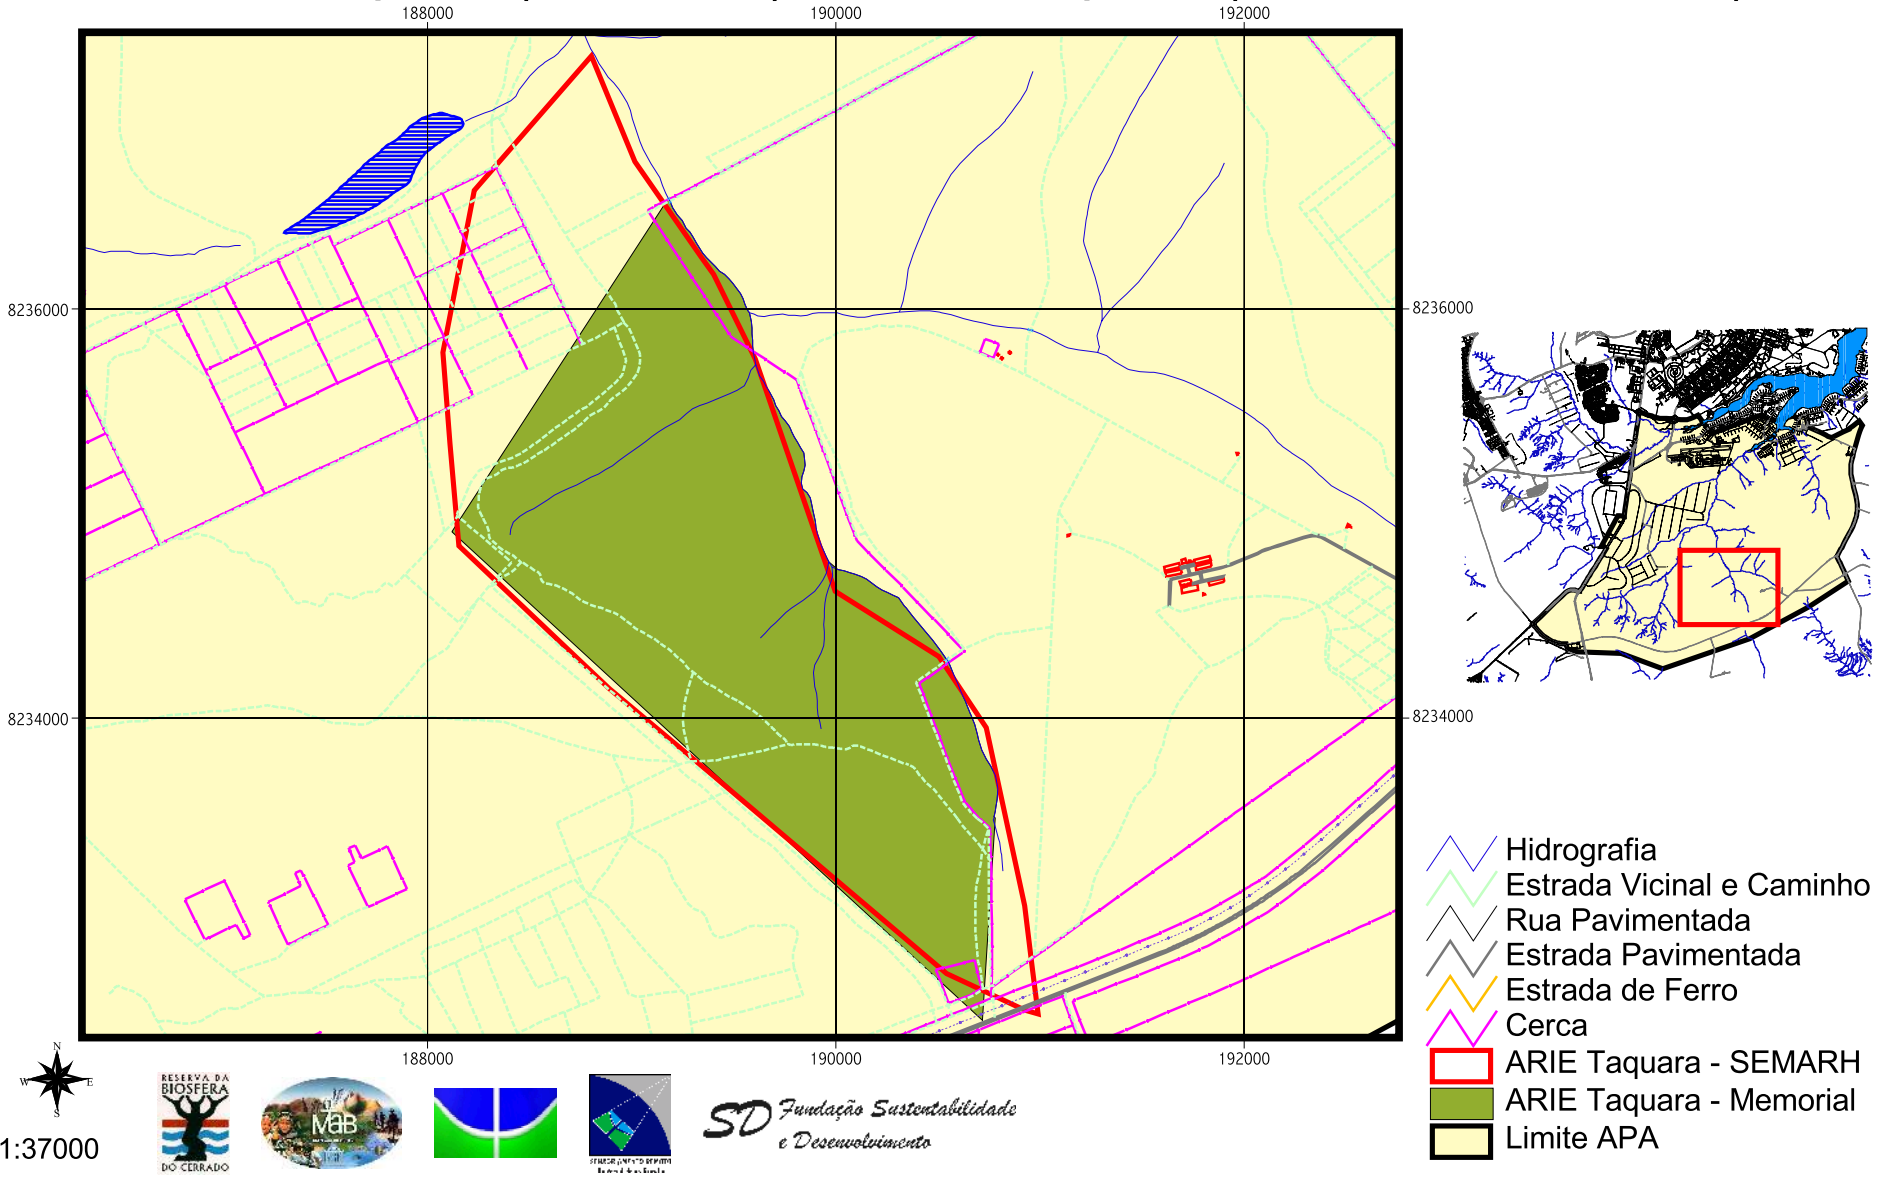 188000
190000
192000
8236000
8236000
8234000
8234000
188000
190000
192000
Hidrografia
Estrada Vicinal e Caminho
Rua Pavimentada
Estrada Pavimentada
Estrada de Ferro
Cerca
ARIE Taquara - SEMARH
ARIE Taquara - Memorial
Limite APA
N
W
E
S
1:37000
RESERVA DA
BIOSFERA
DO CERRADO
MaB
SD Fundação Sustentabilidade
e Desenvolvimento